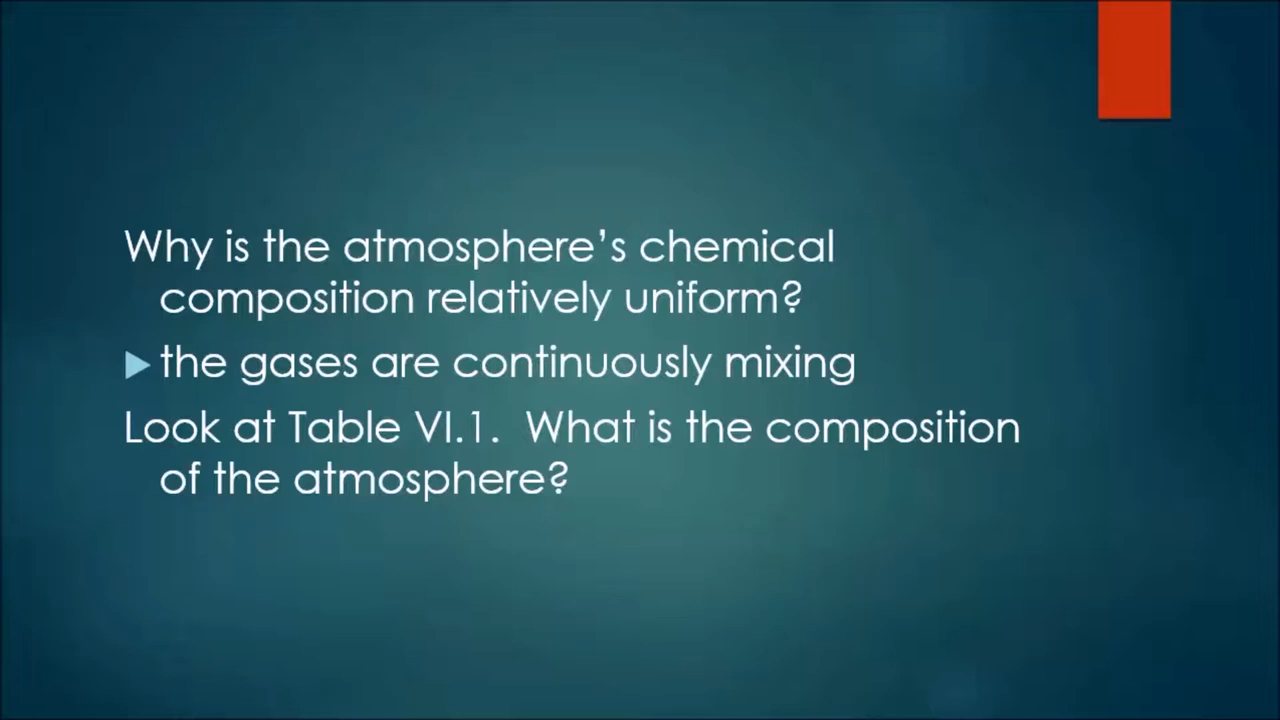 Why is the atmosphere’s chemical
composition relatively uniform?
the gases are continuously mixing
Look at Table VI.1.  What is the composition
of the atmosphere?